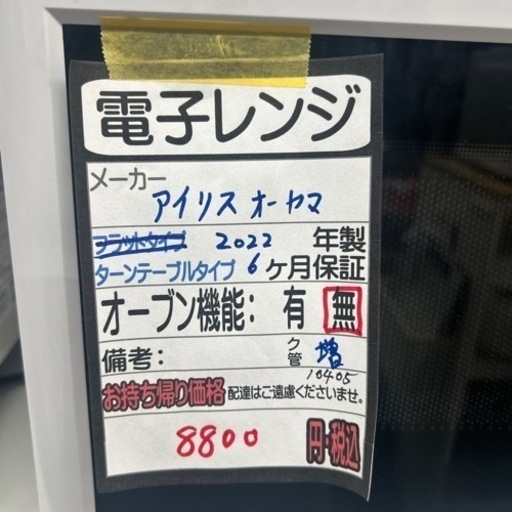 電子レンジ
メーカー
アイリスオーヤマ
フラットタイプ 2022 年製
ターンテーブルタイプ 6ヶ月保証
オーブン機能: 有 無
備考: ク管 増
10405
お持ち帰り価格 配達はご遠慮くださいませ。
8800 円・税込